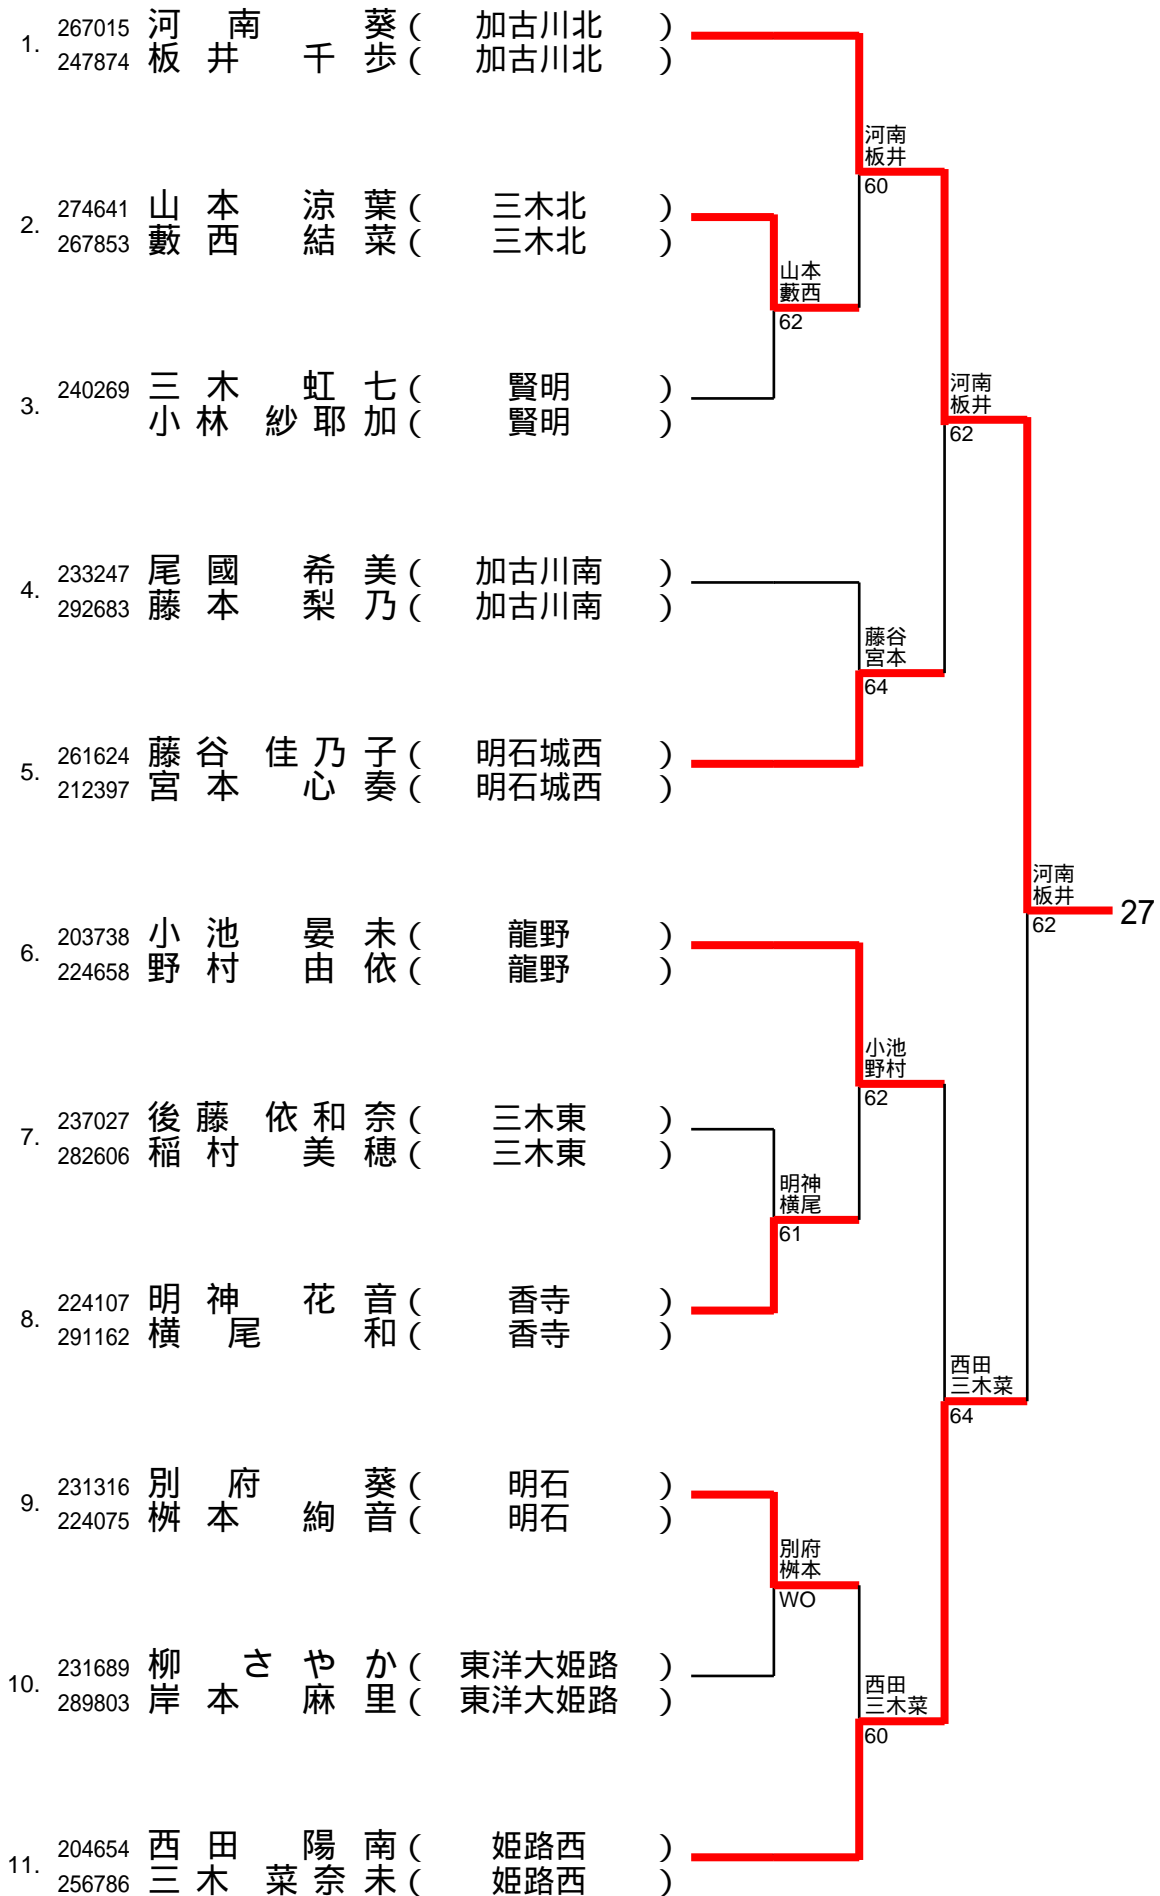 1. 267015 河南 葵 ( 加古川北 )
247874 板井 千歩 ( 加古川北 )
河南
板井
60
2. 274641 山本 涼葉 ( 三木北 )
267853 藪西 結菜 ( 三木北 )
山本
藪西
62
3. 240269 三木 虹七 ( 賢明 )
小林 紗耶加 ( 賢明 )
河南
板井
62
4. 233247 尾國 希美 ( 加古川南 )
292683 藤本 梨乃 ( 加古川南 )
藤谷
宮本
64
5. 261624 藤谷 佳乃子 ( 明石城西 )
212397 宮本 心奏 ( 明石城西 )
河南
板井
62
27
6. 203738 小池 晏未 ( 龍野 )
224658 野村 由依 ( 龍野 )
小池
野村
62
7. 237027 後藤 依和奈 ( 三木東 )
282606 稲村 美穂 ( 三木東 )
明神
横尾
61
8. 224107 明神 花音 ( 香寺 )
291162 横尾 和 ( 香寺 )
西田
三木菜
64
9. 231316 別府 葵 ( 明石 )
224075 桝本 絢音 ( 明石 )
別府
桝本
WO
10. 231689 柳 さやか ( 東洋大姫路 )
289803 岸本 麻里 ( 東洋大姫路 )
西田
三木菜
60
11. 204654 西田 陽南 ( 姫路西 )
256786 三木 菜奈未 ( 姫路西 )